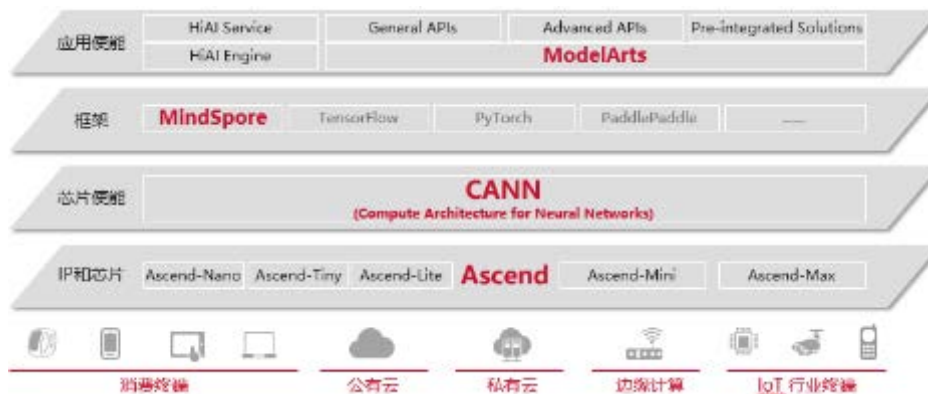 应用使能
HiAI Service
General APIs
Advanced APIs
Pre-integrated Solutions
HiAI Engine
ModelArts
框架
MindSpore
TensorFlow
PyTorch
PaddlePaddle
......
芯片使能
CANN
(Compute Architecture for Neural Networks)
IP和芯片
Ascend-Nano
Ascend-Tiny
Ascend-Lite
Ascend
Ascend-Mini
Ascend-Max
消费终端
公有云
私有云
边缘计算
IoT 行业终端